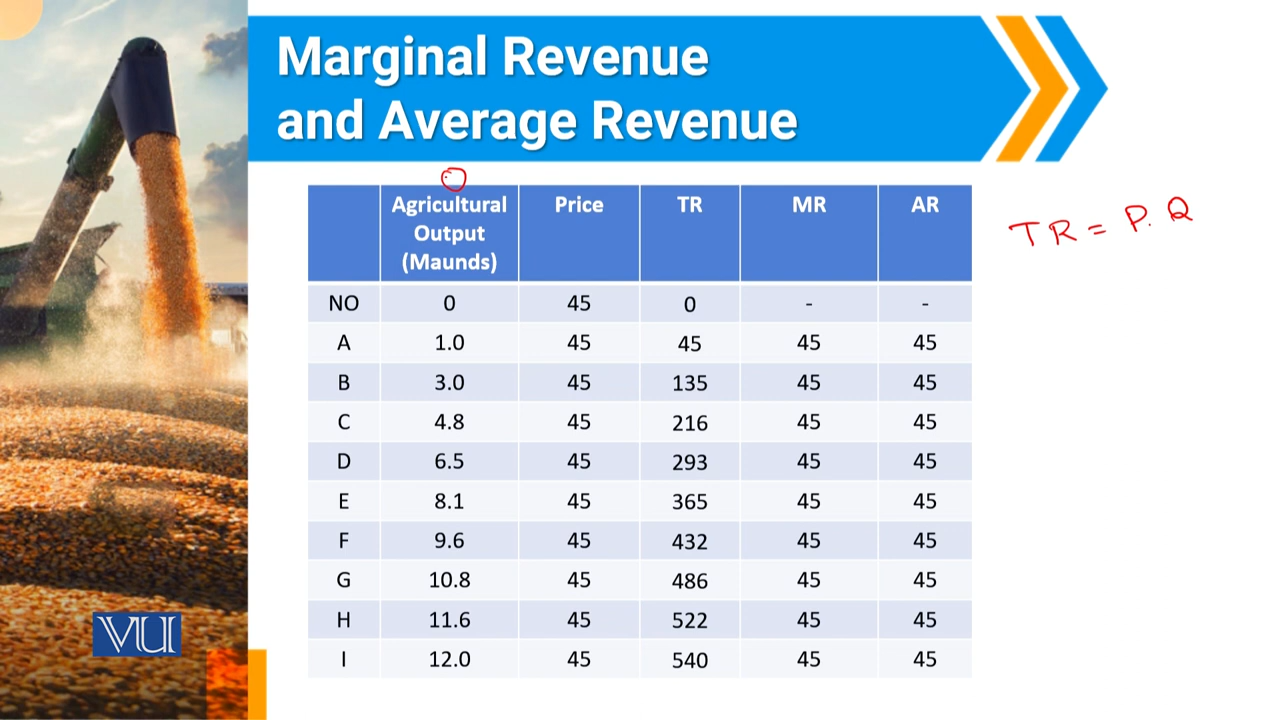 Marginal Revenue
and Average Revenue
Agricultural Output (Maunds) Price TR MR AR
NO 0 45 0 - -
A 1.0 45 45 45 45
B 3.0 45 135 45 45
C 4.8 45 216 45 45
D 6.5 45 293 45 45
E 8.1 45 365 45 45
F 9.6 45 432 45 45
G 10.8 45 486 45 45
H 11.6 45 522 45 45
I 12.0 45 540 45 45
TR = P. Q
VU